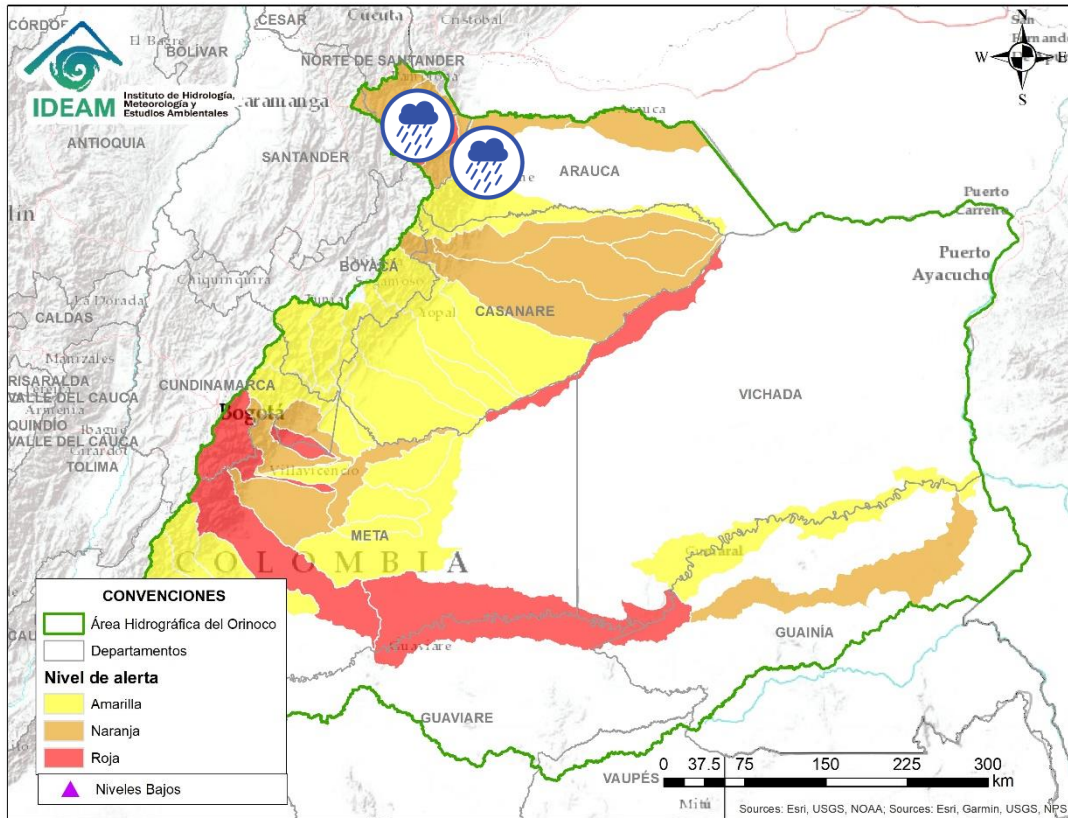 IDEAM
Instituto de Hidrología,
Meteorología y
Estudios Ambientales
CESAR
Cucuta
Cristobal
San
Fernando
El Bagre
BOLÍVAR
NORTE DE SANTANDER
N
W
E
S
ANTIOQUIA
SANTANDER
Arauca
ARAUCA
Puerto
Carreño
Puerto
Ayacucho
Chiquinquira
BOYACÁ
La Dorada
Yopal
CALDAS
CASANARE
Manizales
RISARALDA
CUNDINAMARCA
VICHADA
VALLE DEL CAUCA
Armenia
Bogotá
QUINDÍO
Ibague
VALLE DEL CAUCA
Girardot
TOLIMA
Villavicencio
META
COLOMBIA
GUAINÍA
GUAVIARE
VAUPÉS
Mitú
CONVENCIONES
Área Hidrográfica del Orinoco
Departamentos
Nivel de alerta
Amarilla
Naranja
Roja
Niveles Bajos
0 37.5 75 150 225 300
km
Sources: Esri, USGS, NOAA; Sources: Esri, Garmin, USGS, NPS